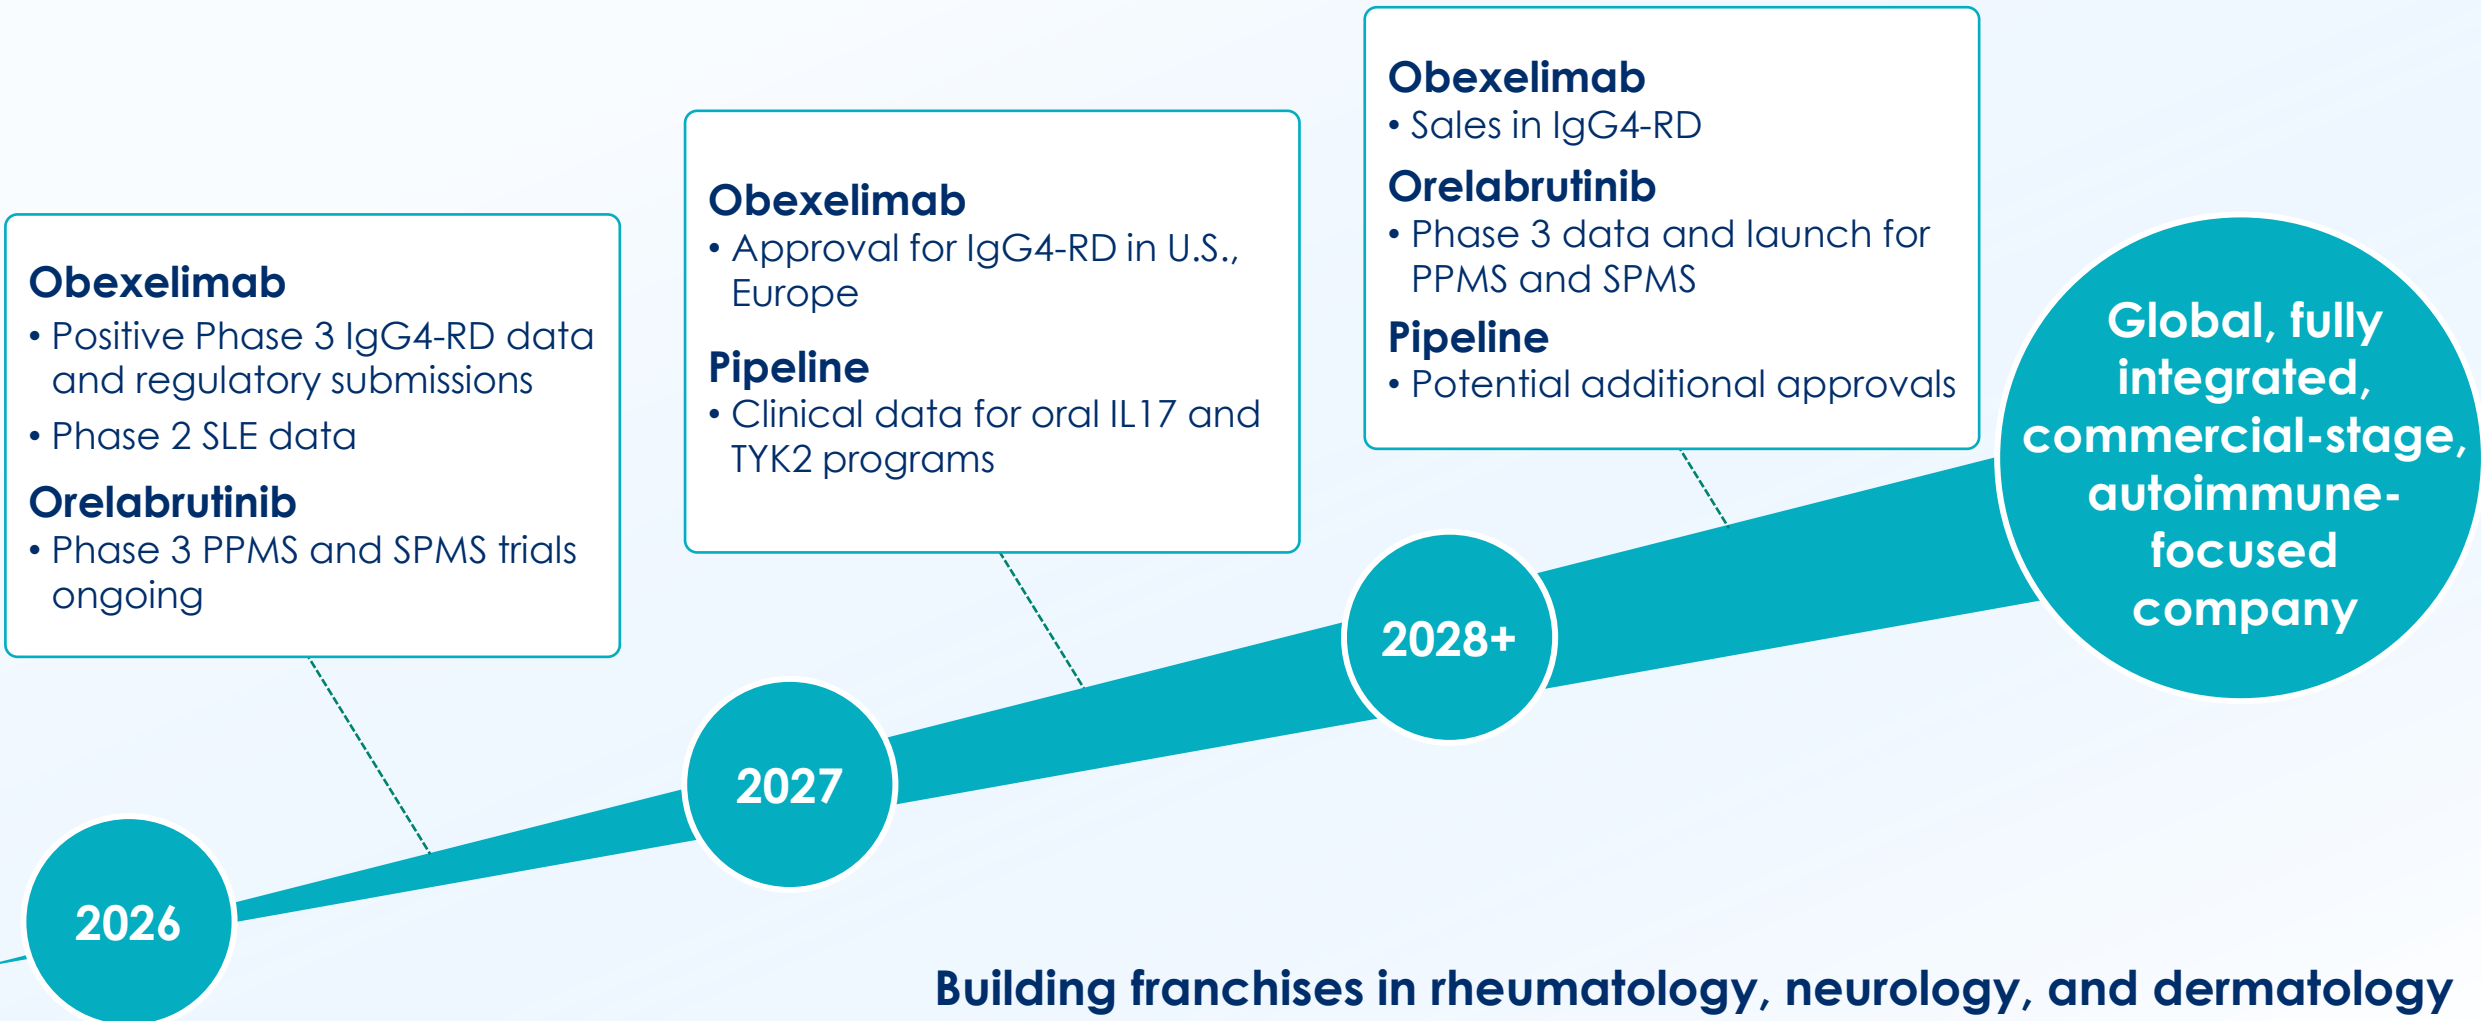 Obexelimab
• Positive Phase 3 IgG4-RD data
and regulatory submissions
• Phase 2 SLE data
Orelabrutinib
• Phase 3 PPMS and SPMS trials
ongoing
2026
Obexelimab
• Approval for IgG4-RD in U.S.,
Europe
Pipeline
• Clinical data for oral IL17 and
TYK2 programs
2027
Obexelimab
• Sales in IgG4-RD
Orelabrutinib
• Phase 3 data and launch for
PPMS and SPMS
Pipeline
• Potential additional approvals
2028+
Global, fully
integrated,
commercial-stage,
autoimmune-
focused
company
Building franchises in rheumatology, neurology, and dermatology